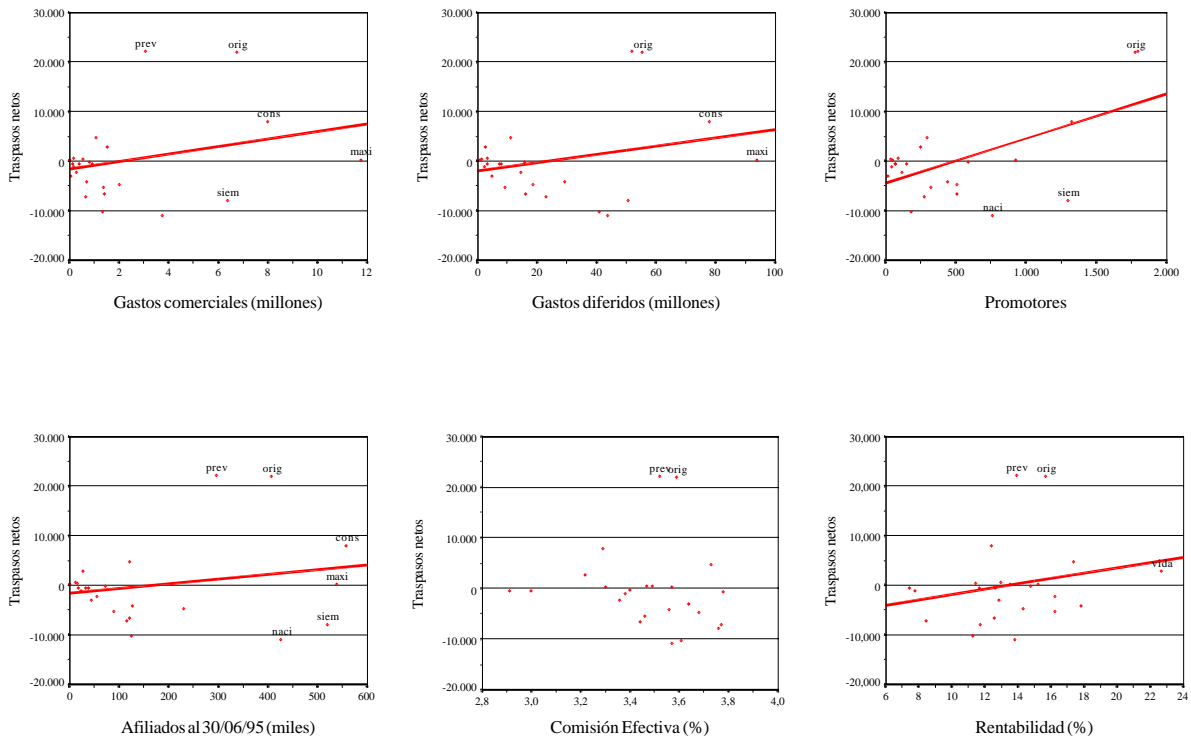 30.000
20.000
10.000
0
-10.000
-20.000
Traspasos netos
prev
orig
cons
maxi
siem
0 2 4 6 8 10 12
Gastos comerciales (millones)
30.000
20.000
10.000
0
-10.000
-20.000
Traspasos netos
orig
cons
maxi
0 20 40 60 80 100
Gastos diferidos (millones)
30.000
20.000
10.000
0
-10.000
-20.000
Traspasos netos
orig
siem
naci
0 500 1.000 1.500 2.000
Promotores
30.000
20.000
10.000
0
-10.000
-20.000
Traspasos netos
prev
orig
cons
maxi
siem
naci
0 100 200 300 400 500 600
Afiliados al 30/06/95 (miles)
30.000
20.000
10.000
0
-10.000
-20.000
Traspasos netos
prev
orig
2,8 3,0 3,2 3,4 3,6 3,8 4,0
Comisión Efectiva (%)
30.000
20.000
10.000
0
-10.000
-20.000
Traspasos netos
prev
orig
vida
6 8 10 12 14 16 18 20 22 24
Rentabilidad (%)